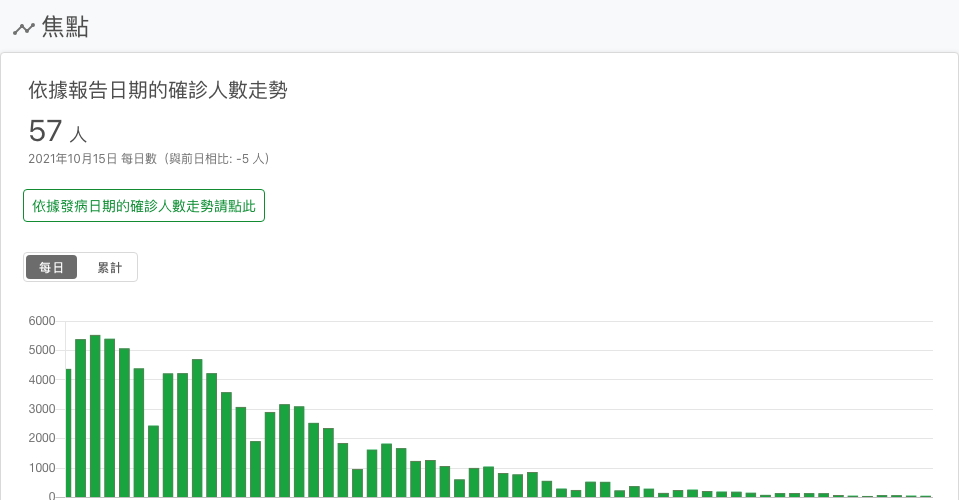 焦點
依據報告日期的確診人數走勢
57 人
2021年10月15日 每日數（與前日相比: -5 人）
依據發病日期的確診人數走勢請點此
每日 累計
6000
5000
4000
3000
2000
1000
0